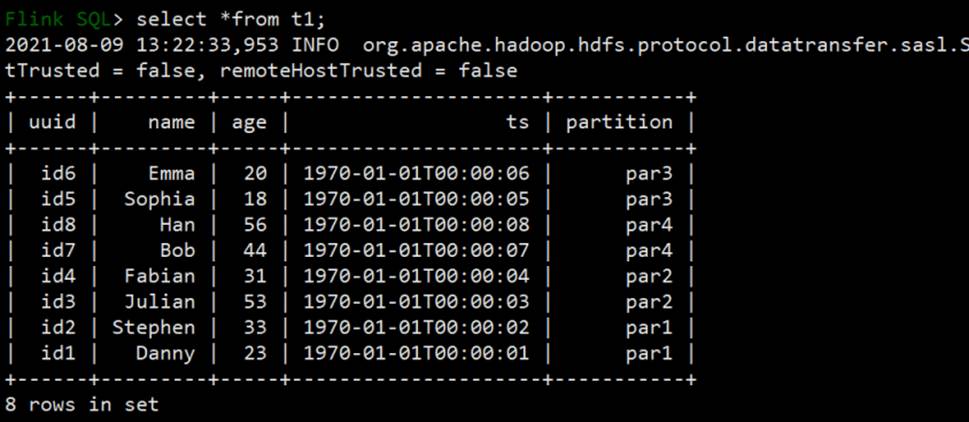 Flink SQL> select *from t1;
2021-08-09 13:22:33,953 INFO  org.apache.hadoop.hdfs.protocol.datatransfer.sasl.S
tTrusted = false, remoteHostTrusted = false
+------+---------+-----+---------------------+-----------+
| uuid |    name | age |                  ts | partition |
+------+---------+-----+---------------------+-----------+
|  id6 |    Emma |  20 | 1970-01-01T00:00:06 |      par3 |
|  id5 |  Sophia |  18 | 1970-01-01T00:00:05 |      par3 |
|  id8 |     Han |  56 | 1970-01-01T00:00:08 |      par4 |
|  id7 |     Bob |  44 | 1970-01-01T00:00:07 |      par4 |
|  id4 |  Fabian |  31 | 1970-01-01T00:00:04 |      par2 |
|  id3 |  Julian |  53 | 1970-01-01T00:00:03 |      par2 |
|  id2 | Stephen |  33 | 1970-01-01T00:00:02 |      par1 |
|  id1 |   Danny |  23 | 1970-01-01T00:00:01 |      par1 |
+------+---------+-----+---------------------+-----------+
8 rows in set